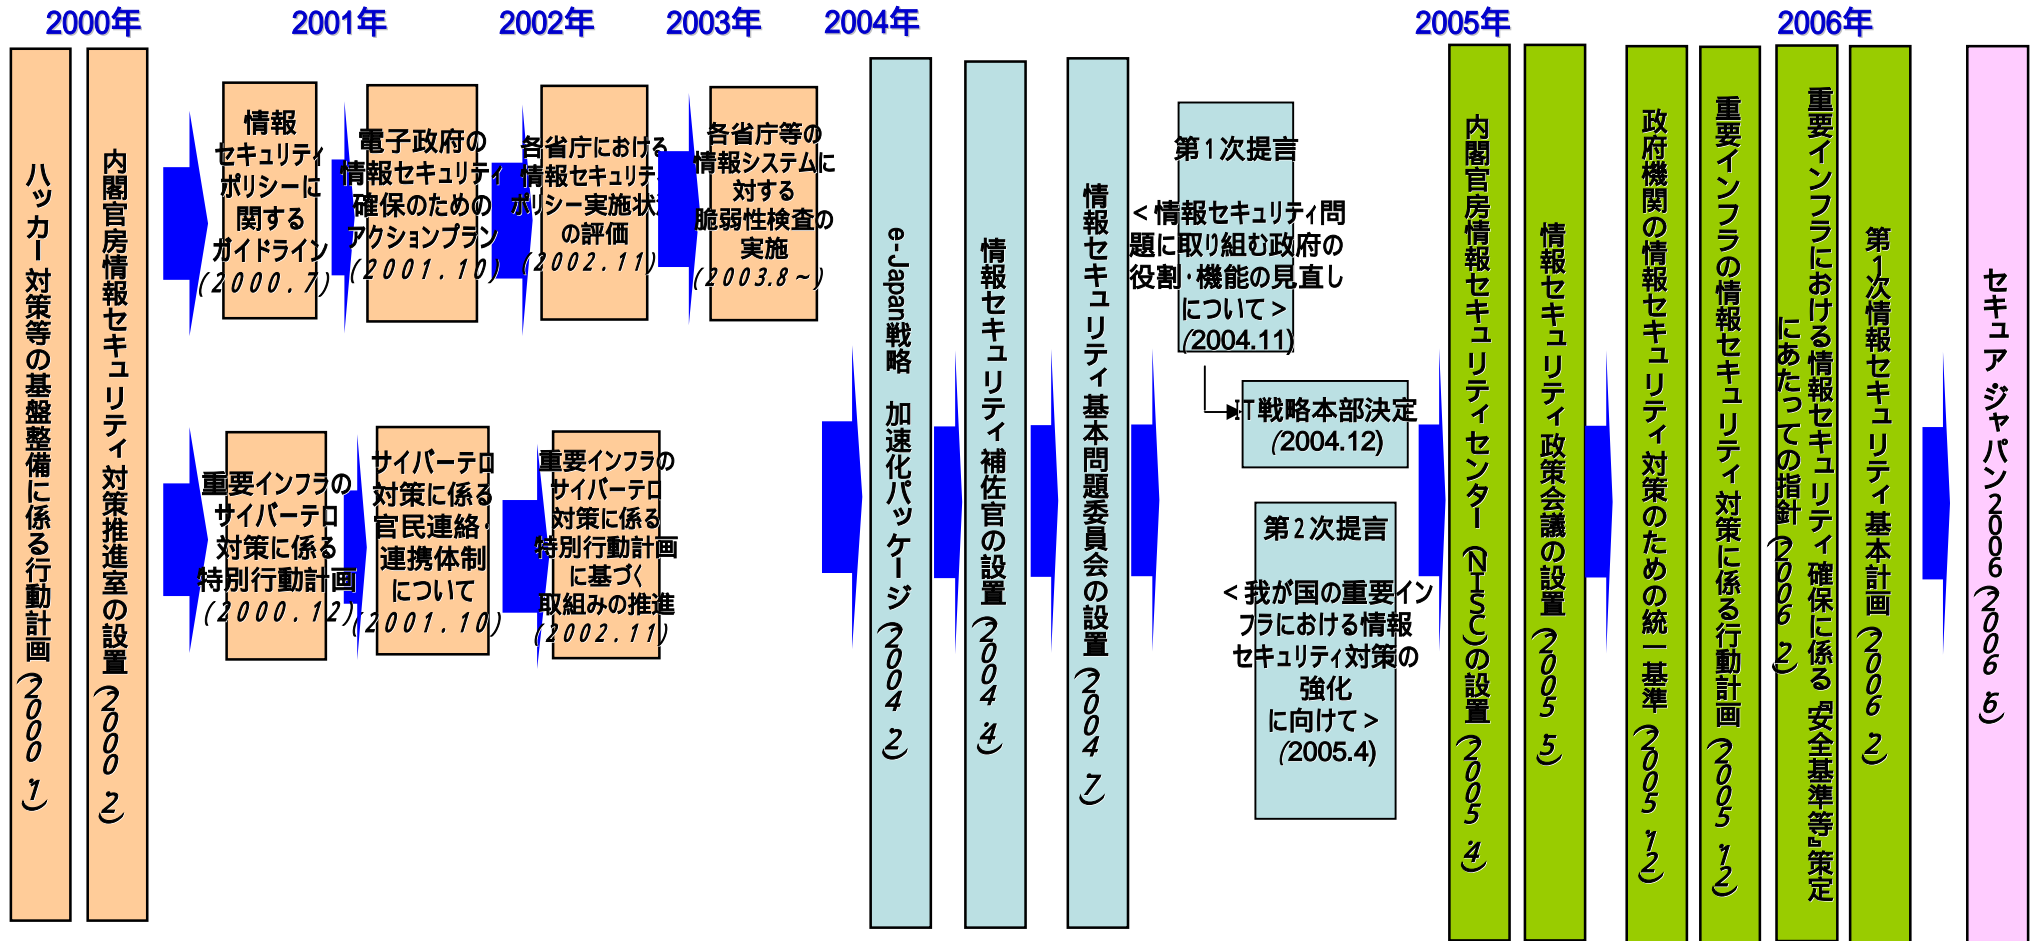 2000年
2001年
2002年
2003年
2004年
2005年
2006年
ハッカー対策等の基盤整備に係る行動計画(2000.1)
内閣官房情報セキュリティ対策推進室の設置(2000.2)
情報
セキュリティ
ポリシーに
関する
ガイドライン
(2000.7)
電子政府の
情報セキュリティ
確保のための
アクションプラン
(2001.10)
各省庁における
情報セキュリテ
ポリシー実施状況
の評価
(2002.11)
各省庁等の
情報システムに
対する
脆弱性検査の
実施
(2003.8~)
重要インフラの
サイバーテロ
対策に係る
特別行動計画
(2000.12)
サイバーテロ
対策に係る
官民連絡・
連携体制
について
(2001.10)
重要インフラの
サイバーテロ
対策に係る
特別行動計画
に基づく
取組みの推進
(2002.11)
e-Japan戦略 加速化パッケージ(2004.2)
情報セキュリティ補佐官の設置(2004.4)
情報セキュリティ基本問題委員会の設置(2004.7)
第1次提言
<情報セキュリティ問
題に取り組む政府の
役割・機能の見直し
について>
(2004.11)
IT戦略本部決定
(2004.12)
第2次提言
<我が国の重要イン
フラにおける情報
セキュリティ対策の
強化
に向けて>
(2005.4)
内閣官房情報セキュリティセンター(NISC)の設置(2005.4)
情報セキュリティ政策会議の設置(2005.5)
政府機関の情報セキュリティ対策のための統一基準(2005.12)
重要インフラの情報セキュリティ対策に係る行動計画(2005.12)
重要インフラにおける情報セキュリティ確保に係る『安全基準等』策定
にあたっての指針(2006.2)
第1次情報セキュリティ基本計画(2006.2)
セキュア・ジャパン2006(2006.6)